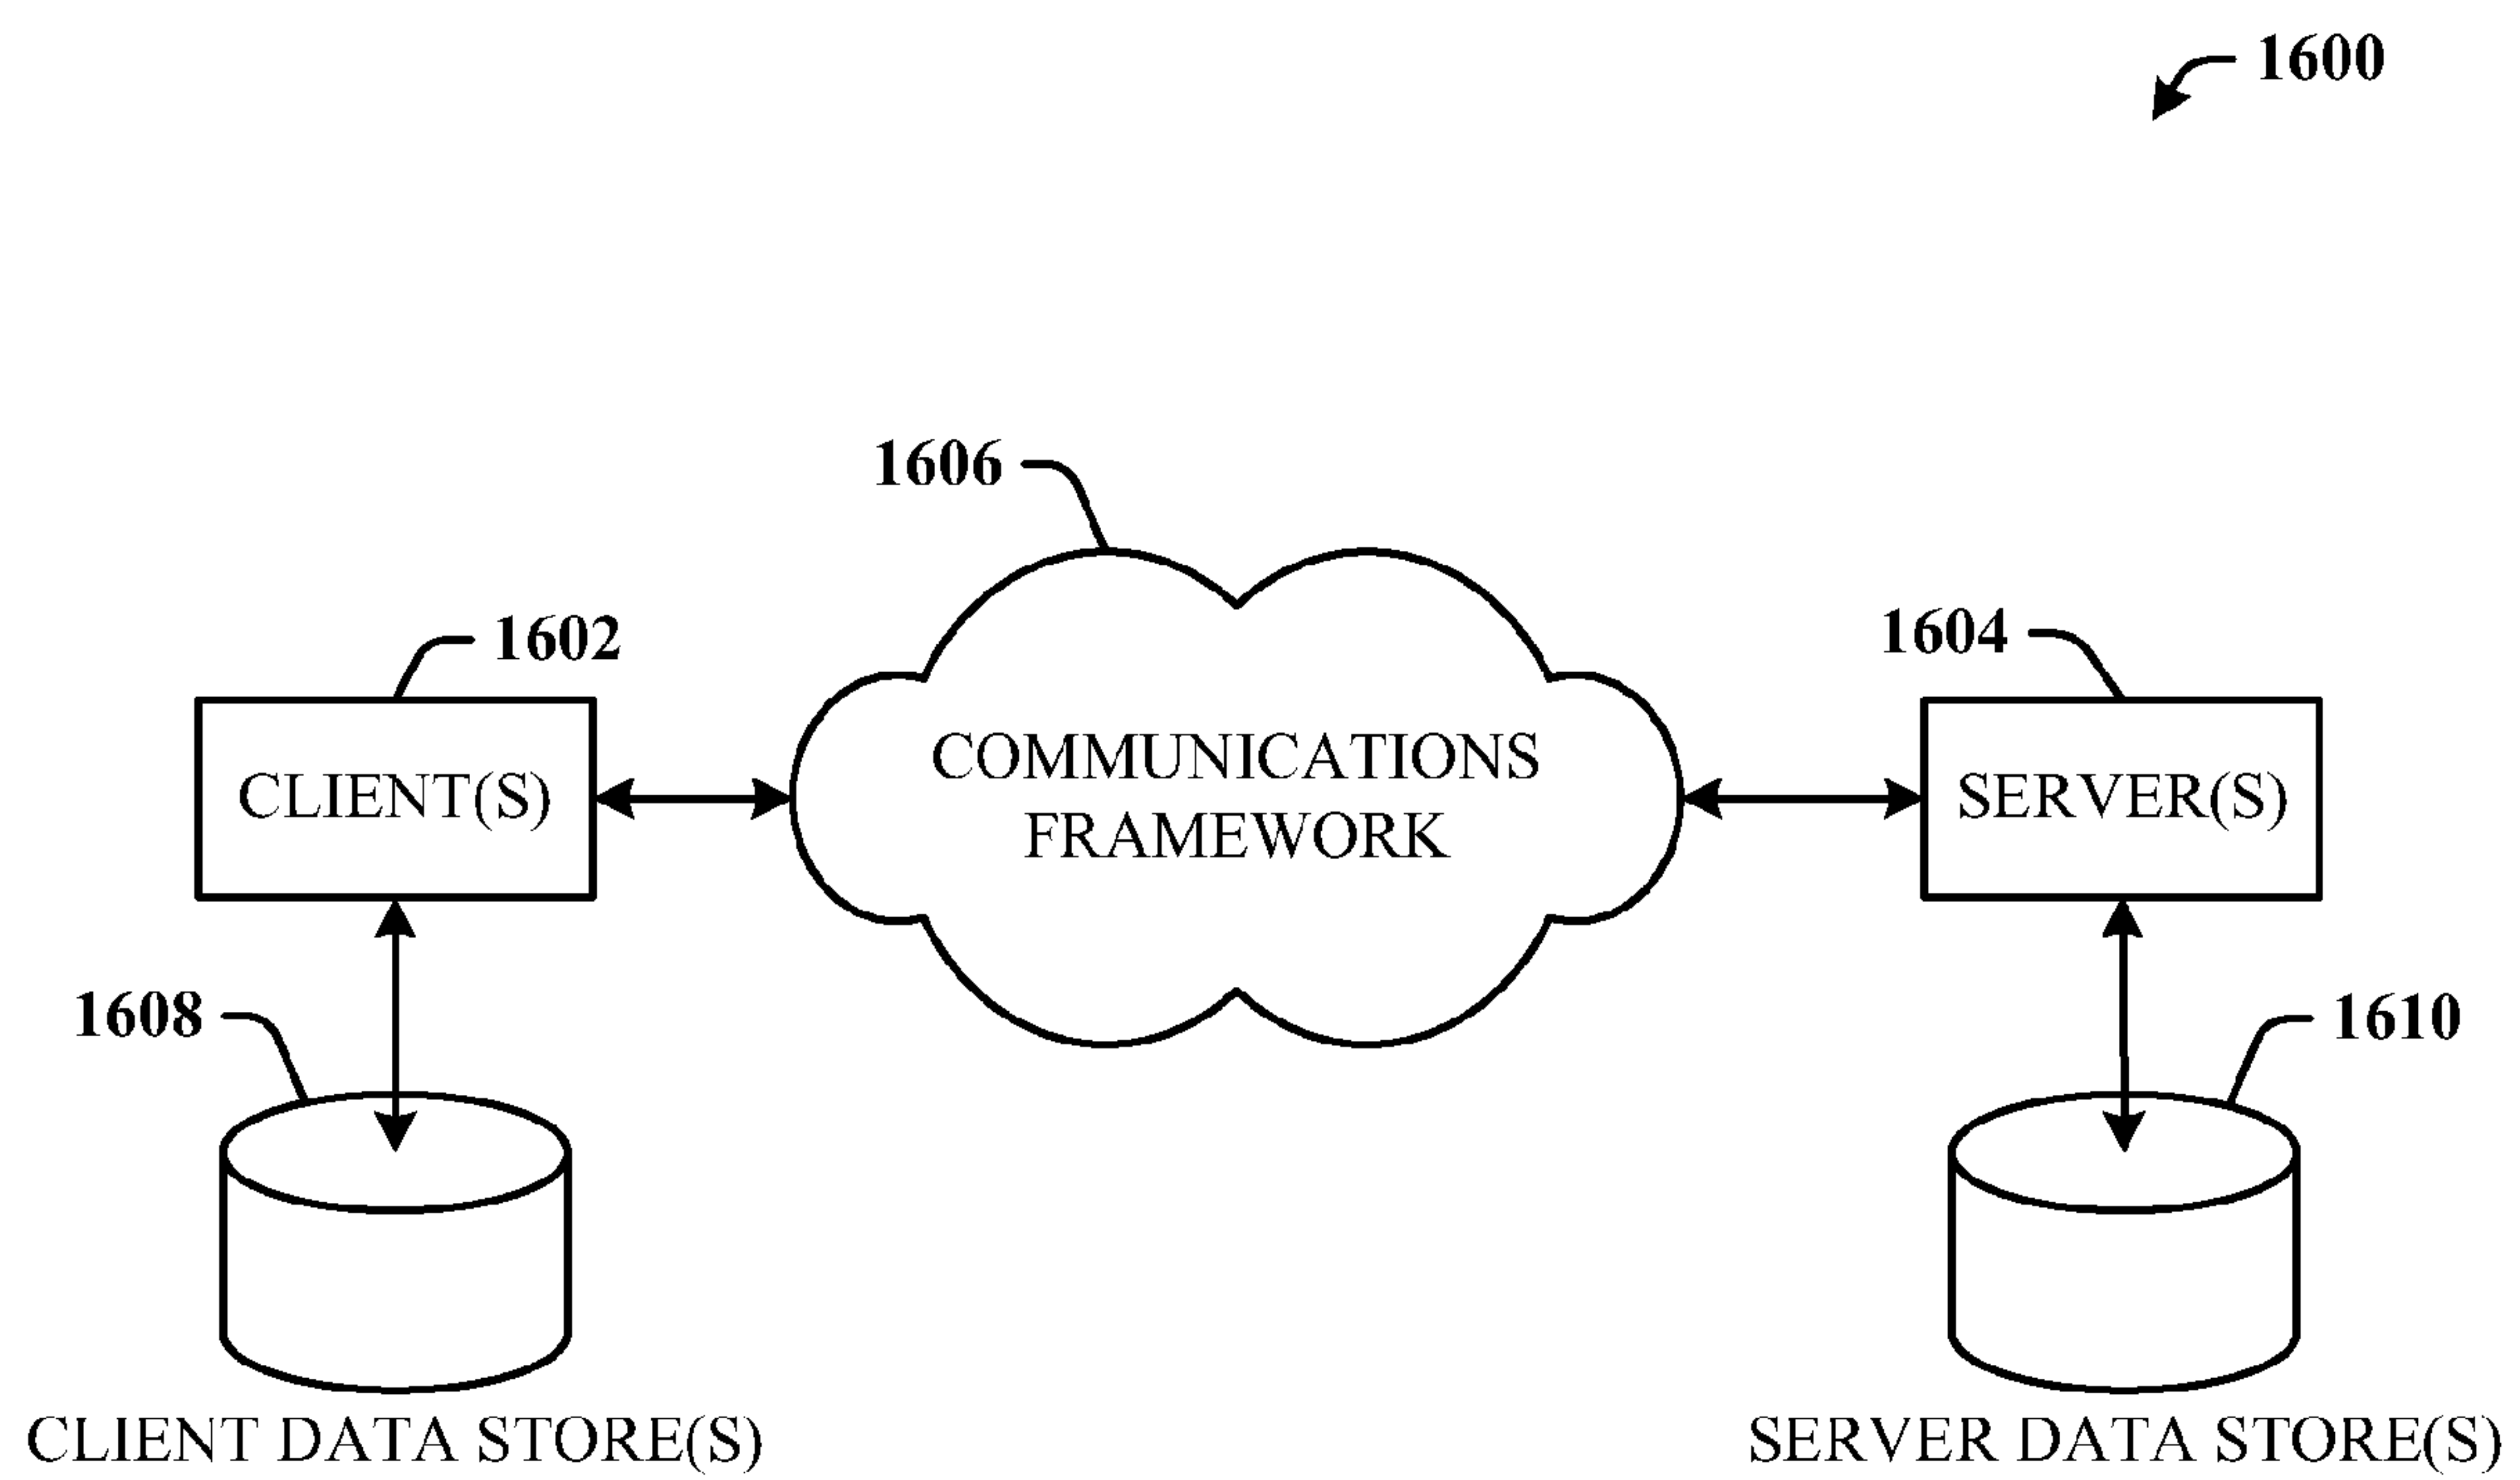 1600
1606
1602
1604
CLIENT(S)
COMMUNICATIONS
FRAMEWORK
SERVER(S)
1608
1610
CLIENT DATA STORE(S)
SERVER DATA STORE(S)